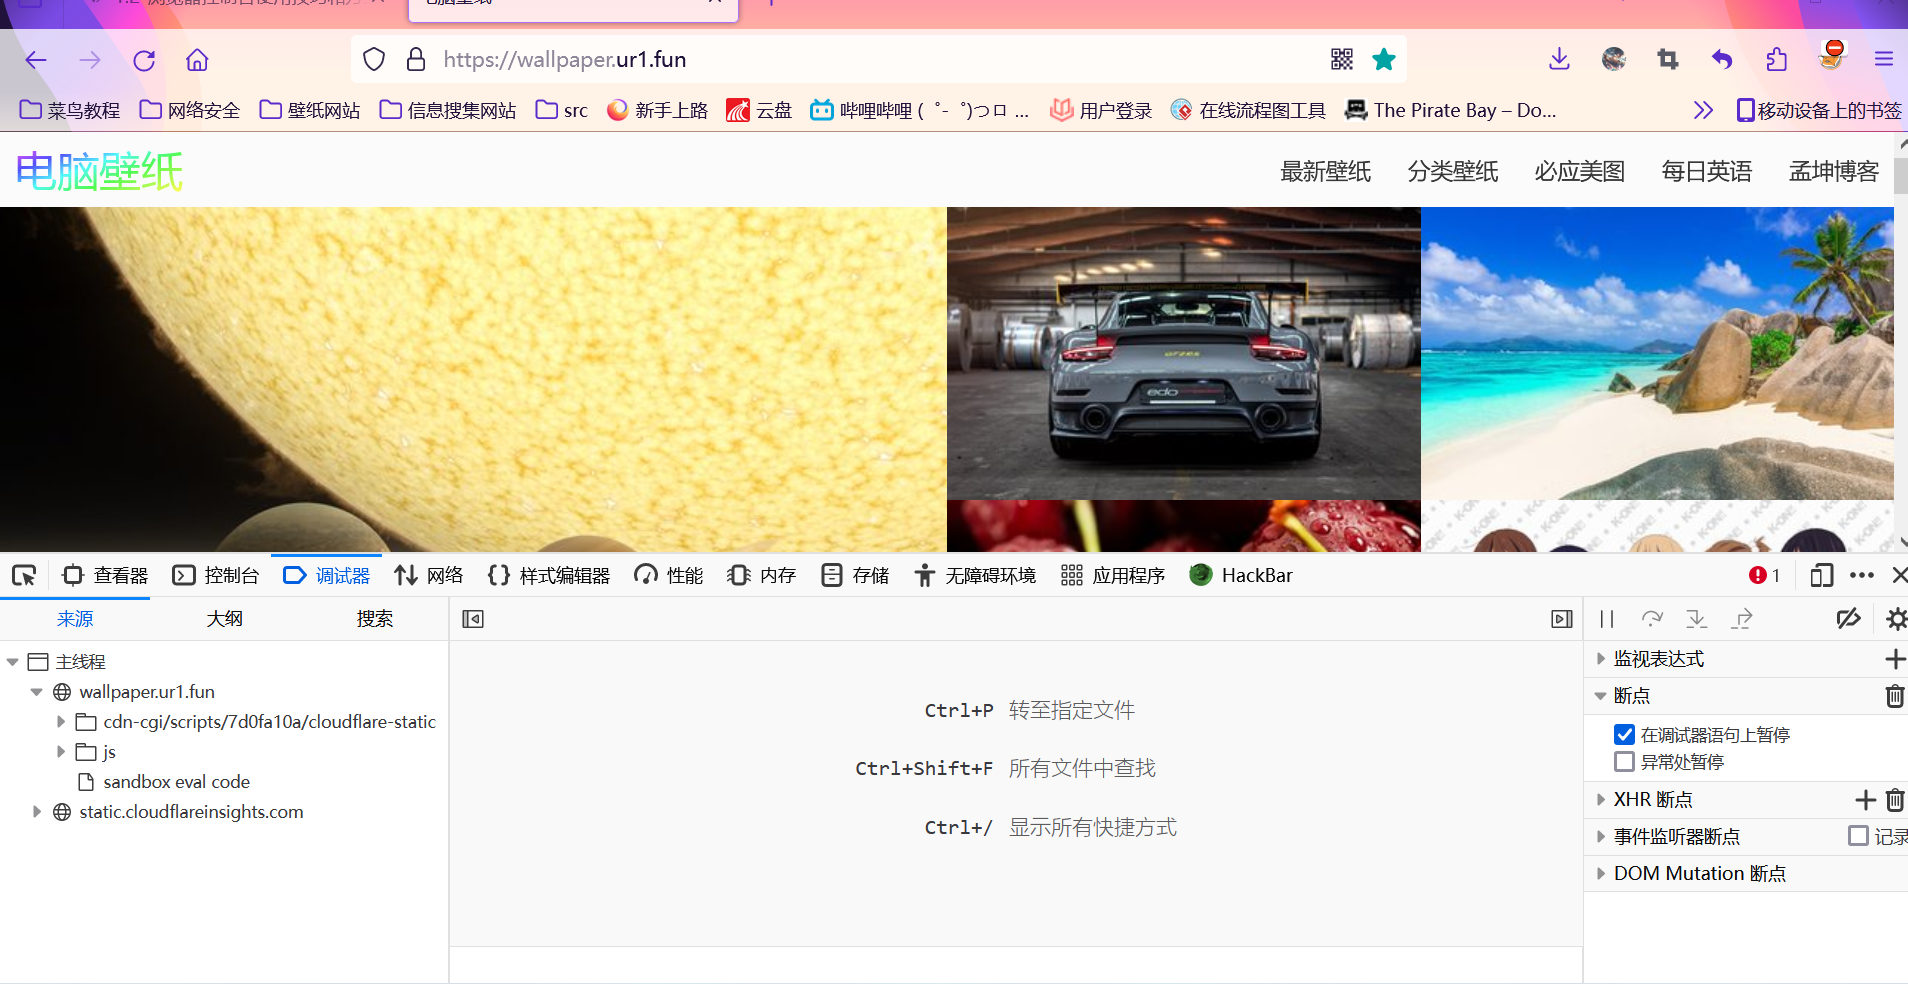 电脑壁纸
https://wallpaper.ur1.fun
菜鸟教程 网络安全 壁纸网站 信息搜集网站 src 新手上路 云盘 哔哩哔哩 ( ゜- ゜)つロ ... 用户登录 在线流程图工具 The Pirate Bay – Do... 移动设备上的书签
电脑壁纸 最新壁纸 分类壁纸 必应美图 每日英语 孟坤博客
edo
查看器 控制台 调试器 网络 样式编辑器 性能 内存 存储 无障碍环境 应用程序 HackBar 1
来源 大纲 搜索
主线程
wallpaper.ur1.fun
cdn-cgi/scripts/7d0fa10a/cloudflare-static
js
sandbox eval code
static.cloudflareinsights.com
Ctrl+P 转至指定文件
Ctrl+Shift+F 所有文件中查找
Ctrl+/ 显示所有快捷方式
监视表达式
断点
在调试器语句上暂停
异常处暂停
XHR 断点
事件监听器断点 记录
DOM Mutation 断点